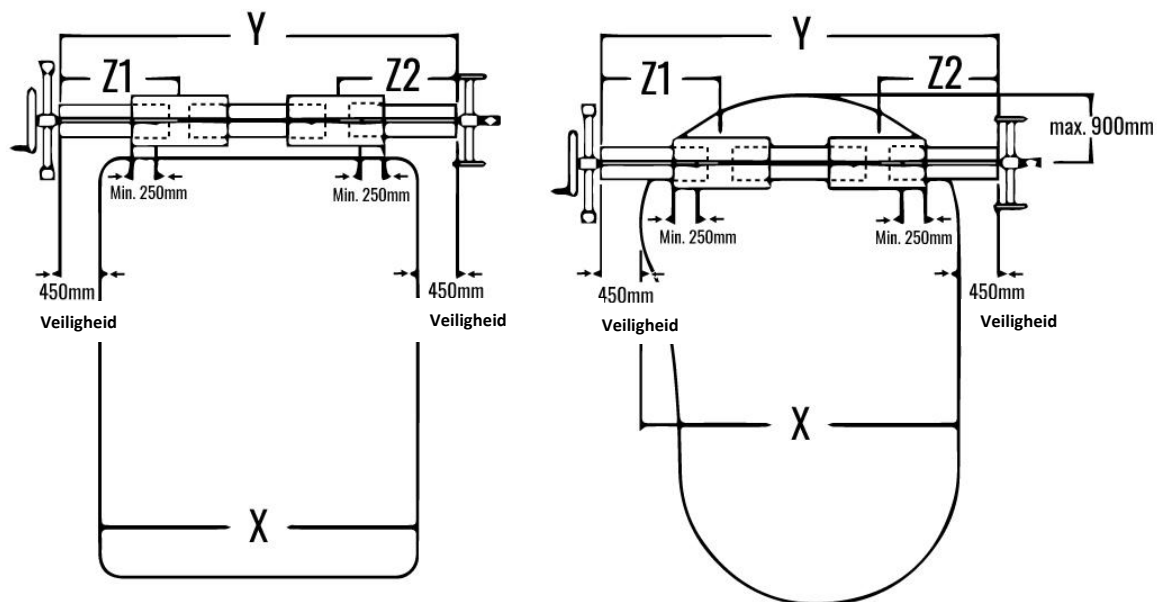 Y
Z1
Z2
Min. 250mm
Min. 250mm
450mm
Veiligheid
450mm
Veiligheid
X
Y
Z1
Z2
max. 900mm
Min. 250mm
Min. 250mm
450mm
Veiligheid
450mm
Veiligheid
X